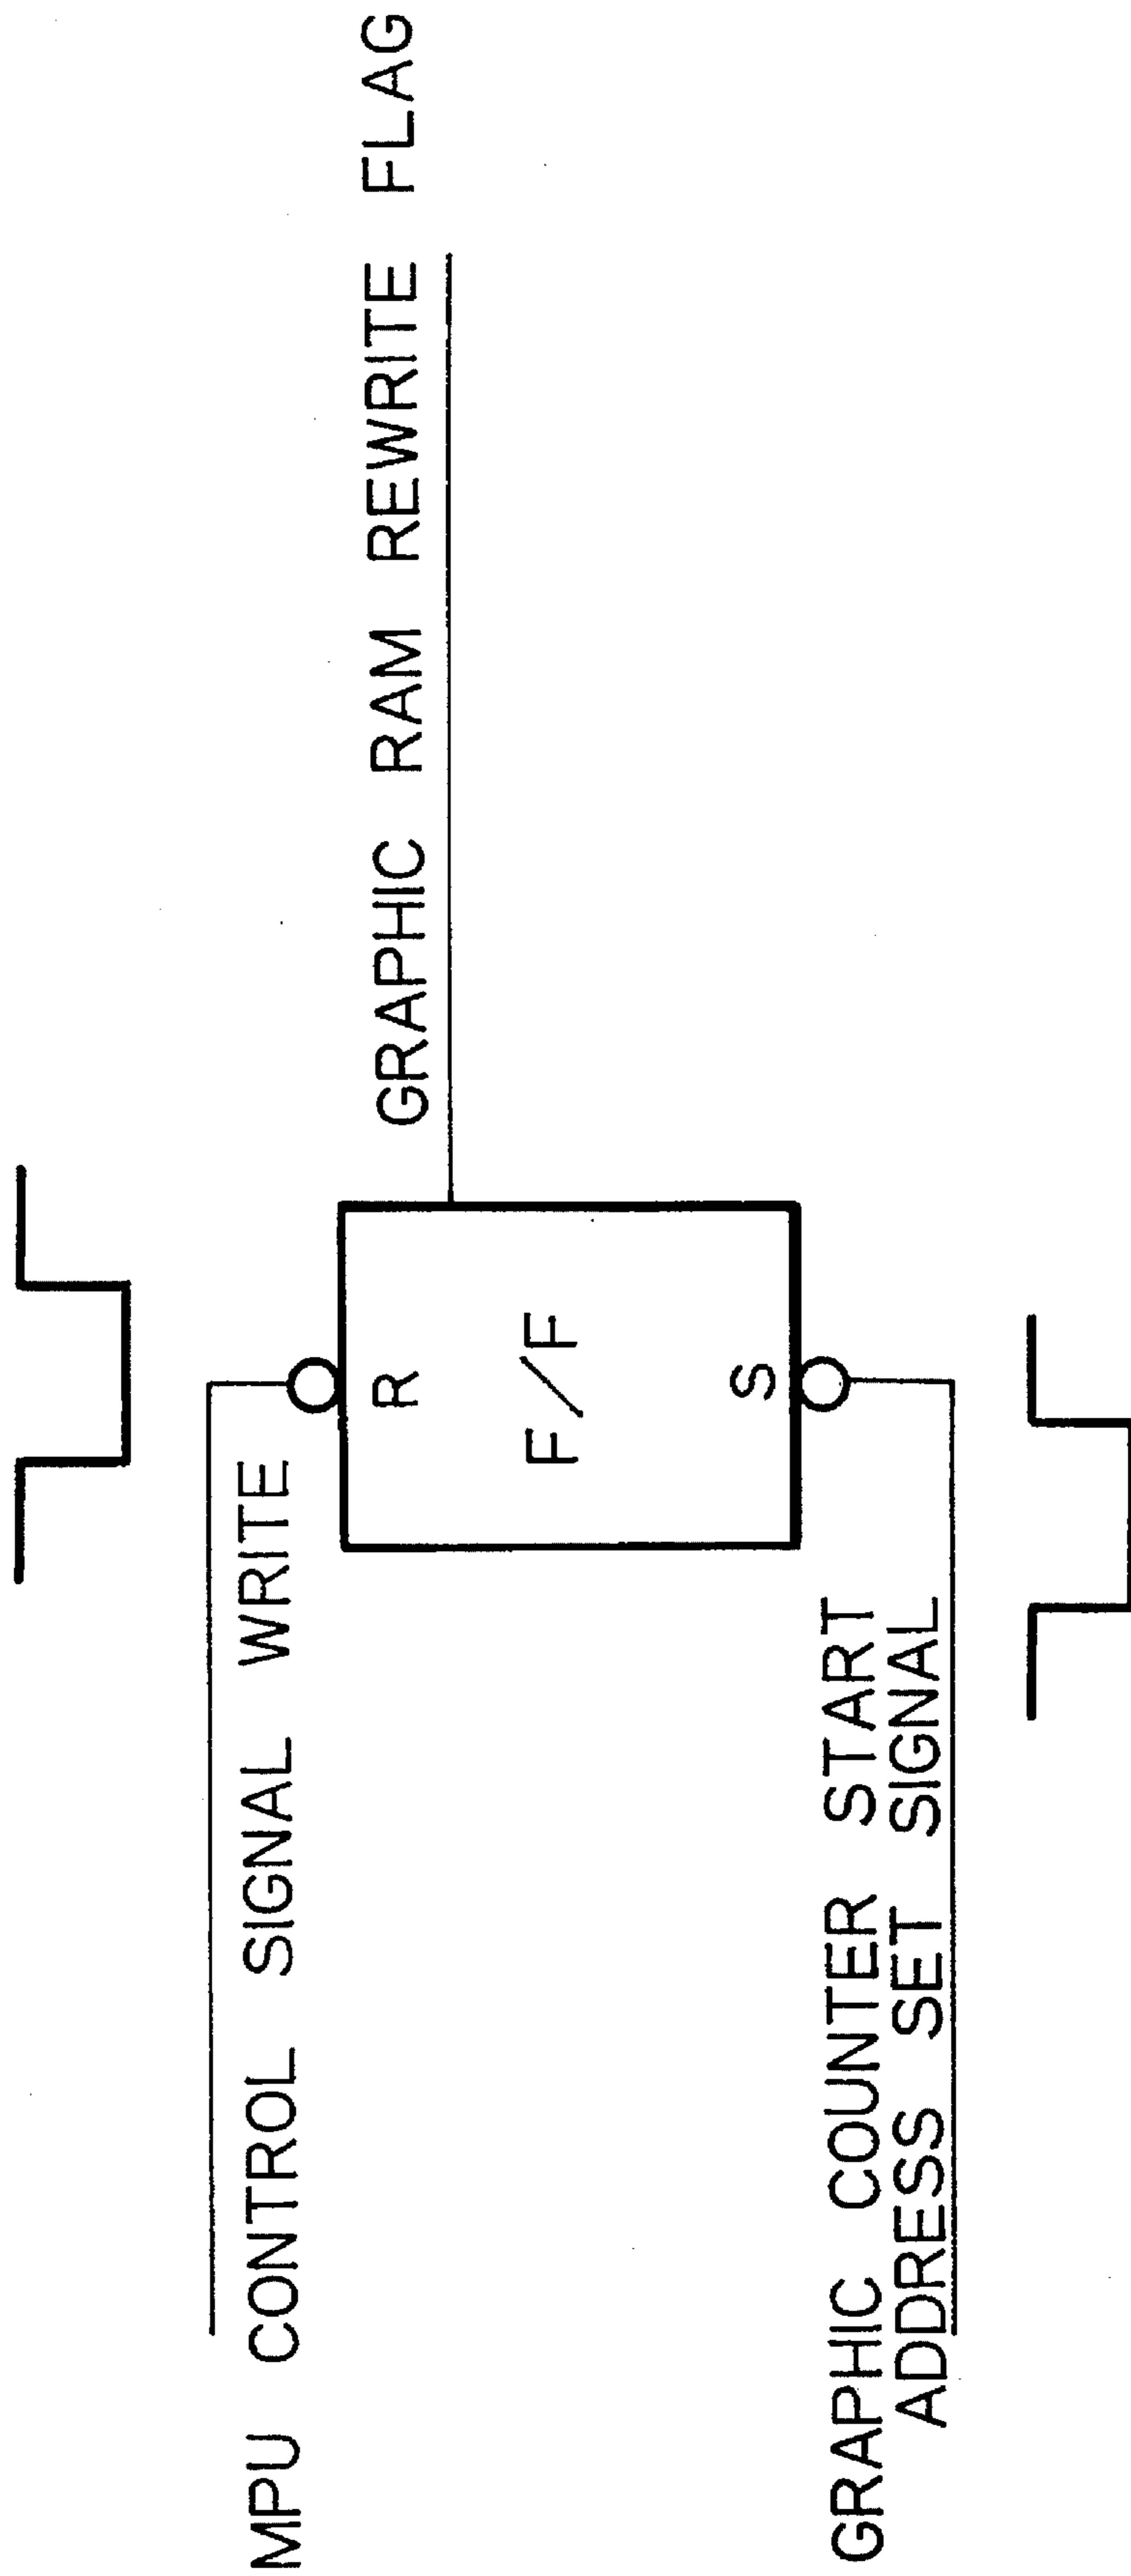 MPU CONTROL SIGNAL WRITE
GRAPHIC RAM REWRITE FLAG
R
F/F
S
GRAPHIC COUNTER START
ADDRESS SET SIGNAL